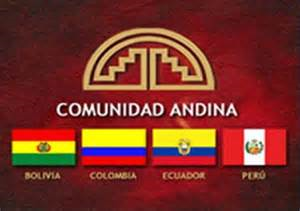 COMUNIDAD ANDINA
BOLIVIA COLOMBIA ECUADOR PERÚ